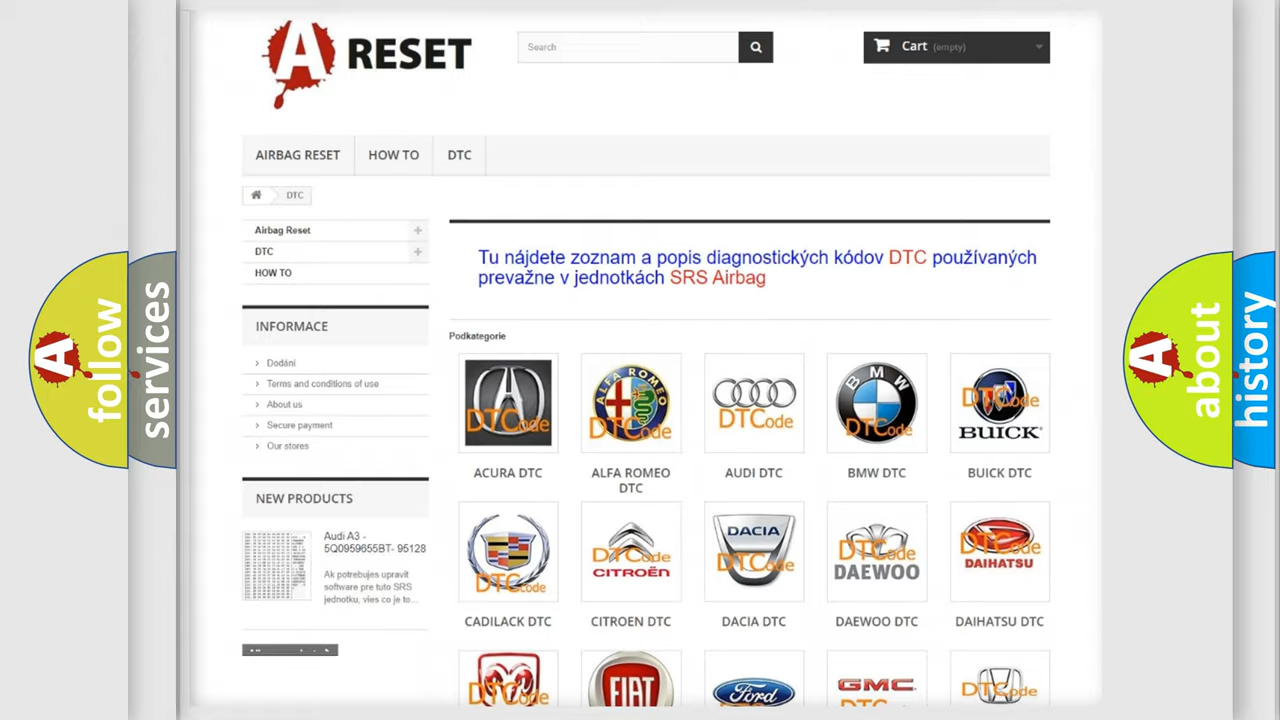 A RESET
Search
Cart (empty)
AIRBAG RESET
HOW TO
DTC
DTC
Airbag Reset
DTC
HOW TO
INFORMACE
Dodání
Terms and conditions of use
About us
Secure payment
Our stores
NEW PRODUCTS
Audi A3 -
5Q0959655BT- 95128
Ak potrebujes upravit
software pre tuto SRS
jednotku, vies co je to...
Tu nájdete zoznam a popis diagnostických kódov DTC používaných
prevažne v jednotkách SRS Airbag
Podkategorie
DTCode
ALFA ROMEO
DTCode
DTCode
BMW
DTCode
DTCode
BUICK
ACURA DTC
ALFA ROMEO
DTC
AUDI DTC
BMW DTC
BUICK DTC
DTCode
DTCode
CITROËN
DACIA
DTCode
DTCode
DAEWOO
DTCode
DAIHATSU
CADILACK DTC
CITROEN DTC
DACIA DTC
DAEWOO DTC
DAIHATSU DTC
DTCode
FIAT
Ford
GMC
DTCode
A
follow
services
A
about
history